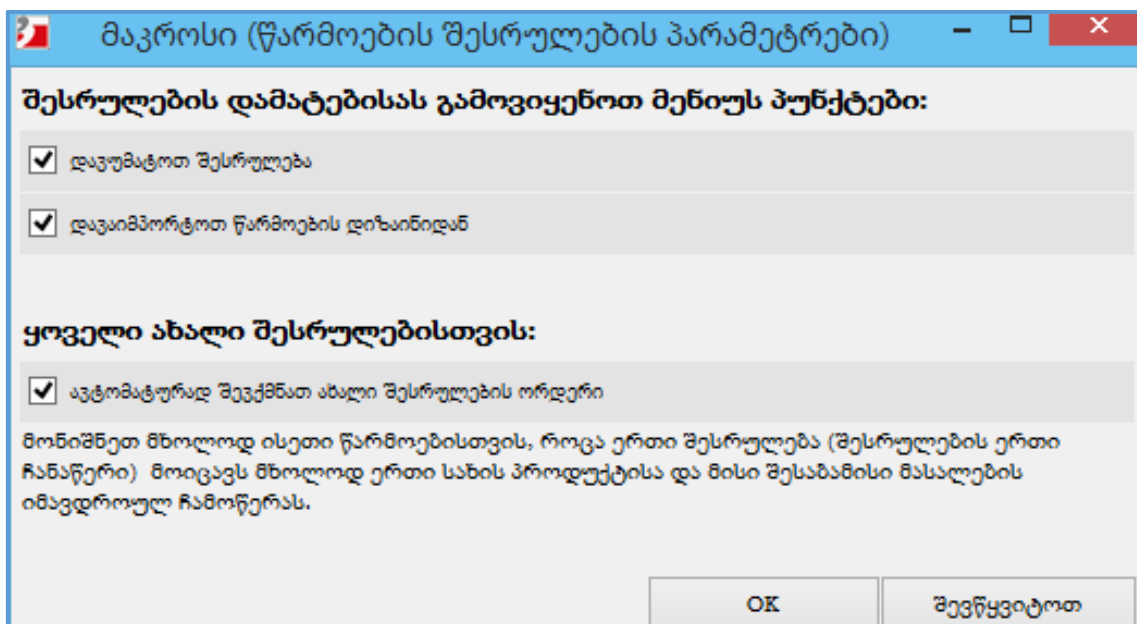 მაკროსი (წარმოების შესრულების პარამეტრები)
შესრულების დამატებისას გამოვიყენოთ მენიუს პუნქტები:
დავუმატოთ შესრულება
დავაიმპორტოთ წარმოების დიზაინიდან
ყოველი ახალი შესრულებისთვის:
ავტომატურად შევქმნათ ახალი შესრულების ორდერი
მონიშნეთ მხოლოდ ისეთი წარმოებისთვის, როცა ერთი შესრულება (შესრულების ერთი
ჩანაწერი) მოიცავს მხოლოდ ერთი სახის პროდუქტისა და მისი შესაბამისი მასალების
იმავდროულ ჩამოწერას.
OK შევწყვიტოთ